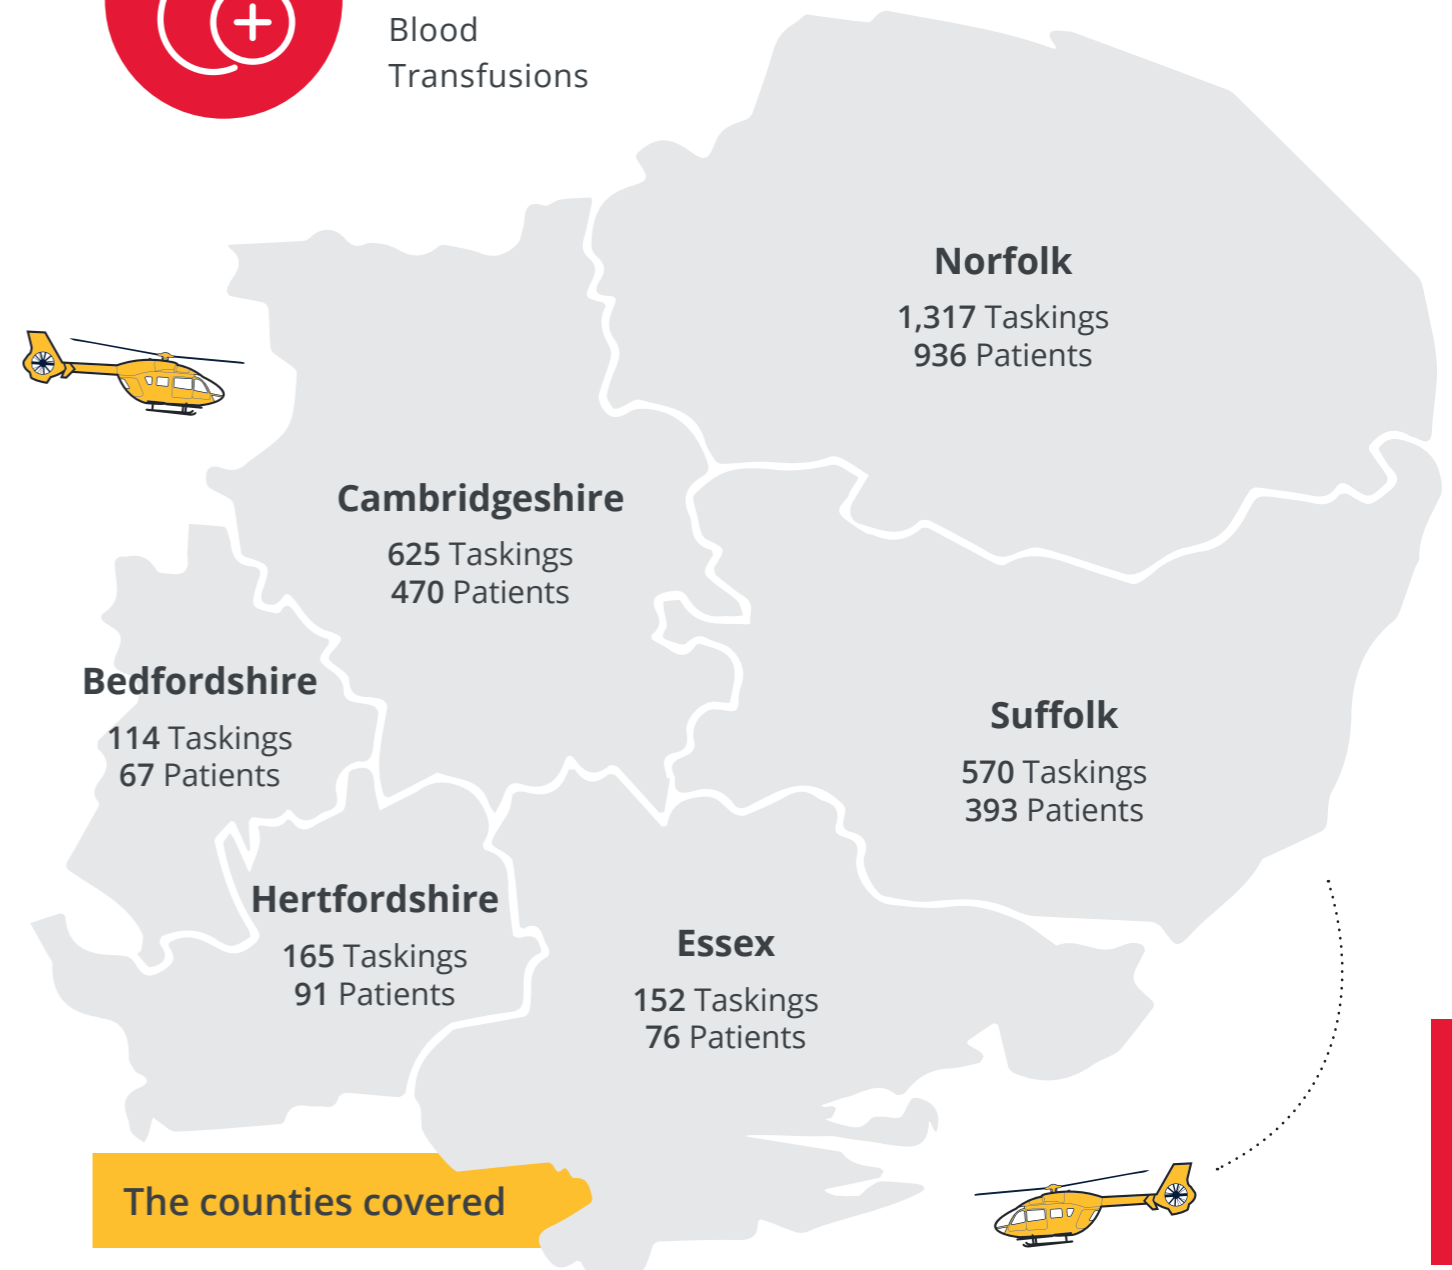 Blood
Transfusions
Norfolk
1,317 Taskings
936 Patients
Cambridgeshire
625 Taskings
470 Patients
Bedfordshire
114 Taskings
67 Patients
Suffolk
570 Taskings
393 Patients
Hertfordshire
165 Taskings
91 Patients
Essex
152 Taskings
76 Patients
The counties covered